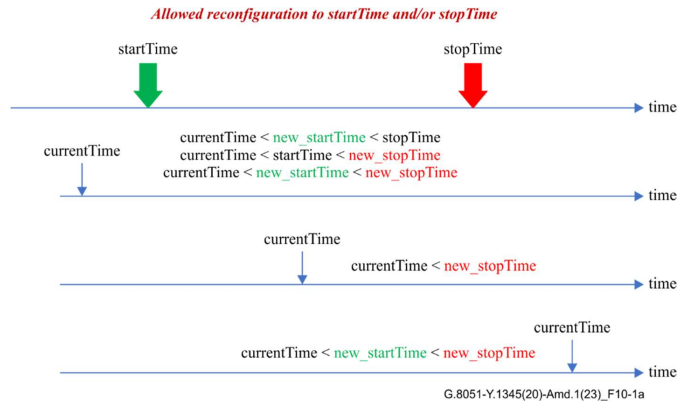 Allowed reconfiguration to startTime and/or stopTime
startTime
stopTime
time
currentTime < new_startTime < stopTime
currentTime
currentTime < startTime < new_stopTime
currentTime < new_startTime < new_stopTime
time
currentTime
currentTime < new_stopTime
time
currentTime
currentTime < new_startTime < new_stopTime
time
G.8051-Y.1345(20)-Amd.1(23)_F10-1a